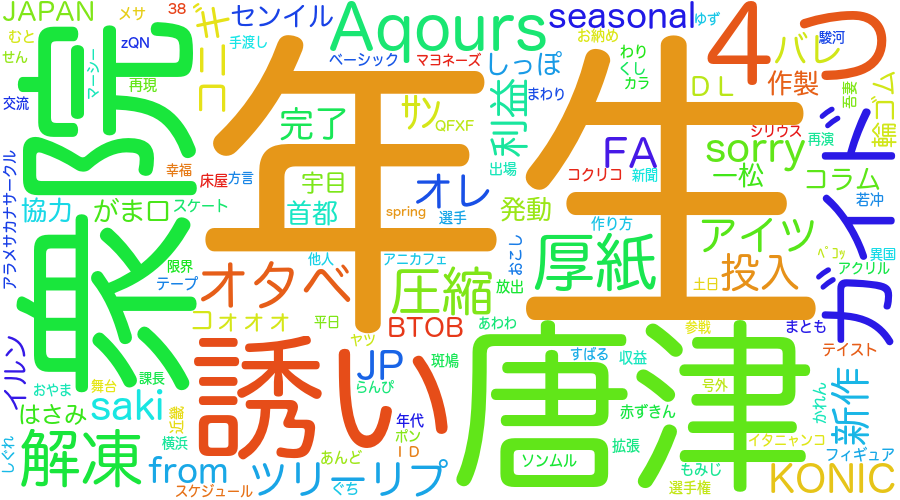 JAPAN
メサ
38
センイル
Aqours
seasonal
ゆず
4つ
むと
zQN
手渡し
お納め
バレ
駿河
せん
マーシー
ギニコ
ベーシック
マヨネーズ
しっぽ
わり
くし
カラ
DL
作製
吾妻
輪ゴム
交流
再現
完了
サン
QFXF
利益
まわり
年生
衆院
アラメサカナサークル
幸福
床屋
方言
宇目
オレ
出場
FA
シリウス
sorry
再演
ガイド
コクリコ
新聞
一松
コラム
若冲
協力
がま口
スケート
首都
spring
選手
発動
作り方
アイツ
他人
アニカフェ
おこし
厚紙
ペコッ
異国
限界
テープ
オタベ
圧縮
放出
土日
投入
アクリル
コォォォ
平日
BTOB
あわわ
参戦
まとも
イルン
誘い
ヤツ
唐津
テイスト
課長
JP
斑鳩
すばる
収益
おやま
舞台
らんぴ
号外
かれん
新作
はさみ
saki
近畿
年代
赤ずきん
解凍
横浜
ポン
ID
拡張
イタニャンコ
しぐれ
from
ツリーリプ
あんど
ソンムル
もみじ
フィギュア
スケジュール
ぐち
選手権
KONIC